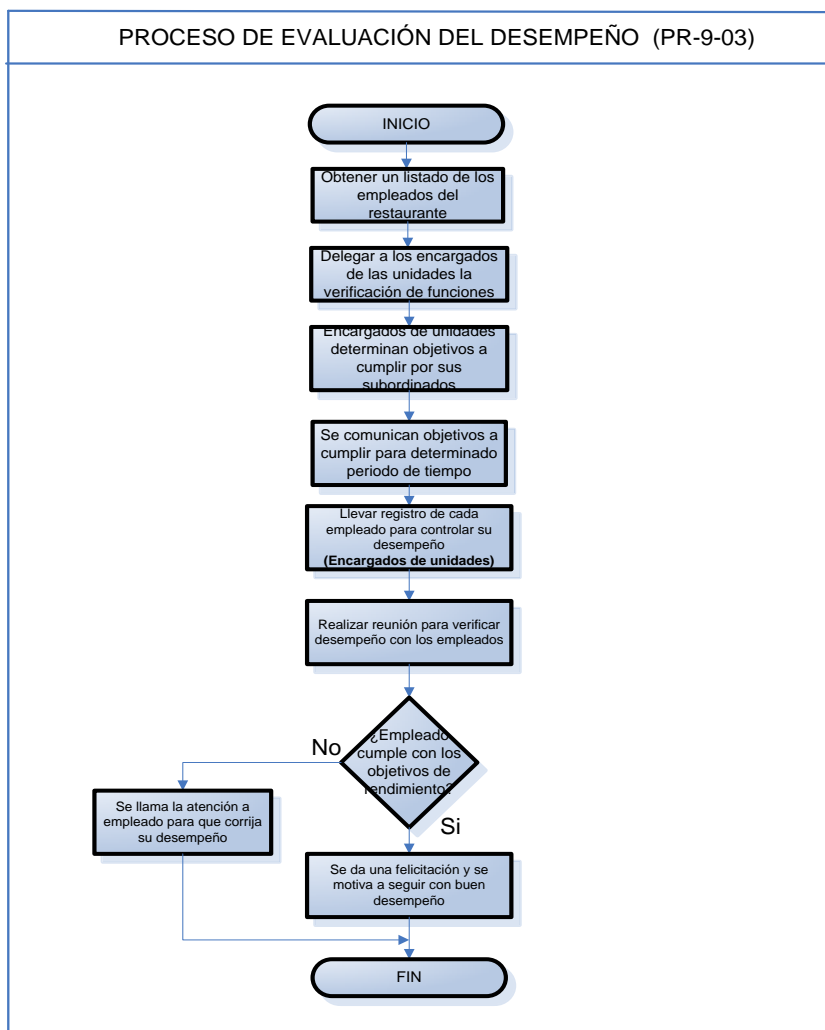 PROCESO DE EVALUACIÓN DEL DESEMPEÑO (PR-9-03)
INICIO
Obtener un listado de los
empleados del
restaurante
Delegar a los encargados
de las unidades la
verificación de funciones
Encargados de unidades
determinan objetivos a
cumplir por sus
subordinados
Se comunican objetivos a
cumplir para determinado
periodo de tiempo
Llevar registro de cada
empleado para controlar su
desempeño
(Encargados de unidades)
Realizar reunión para verificar
desempeño con los empleados
¿Empleado
cumple con los
objetivos de
rendimiento?
No
Se llama la atención a
empleado para que corrija
su desempeño
Si
Se da una felicitación y se
motiva a seguir con buen
desempeño
FIN